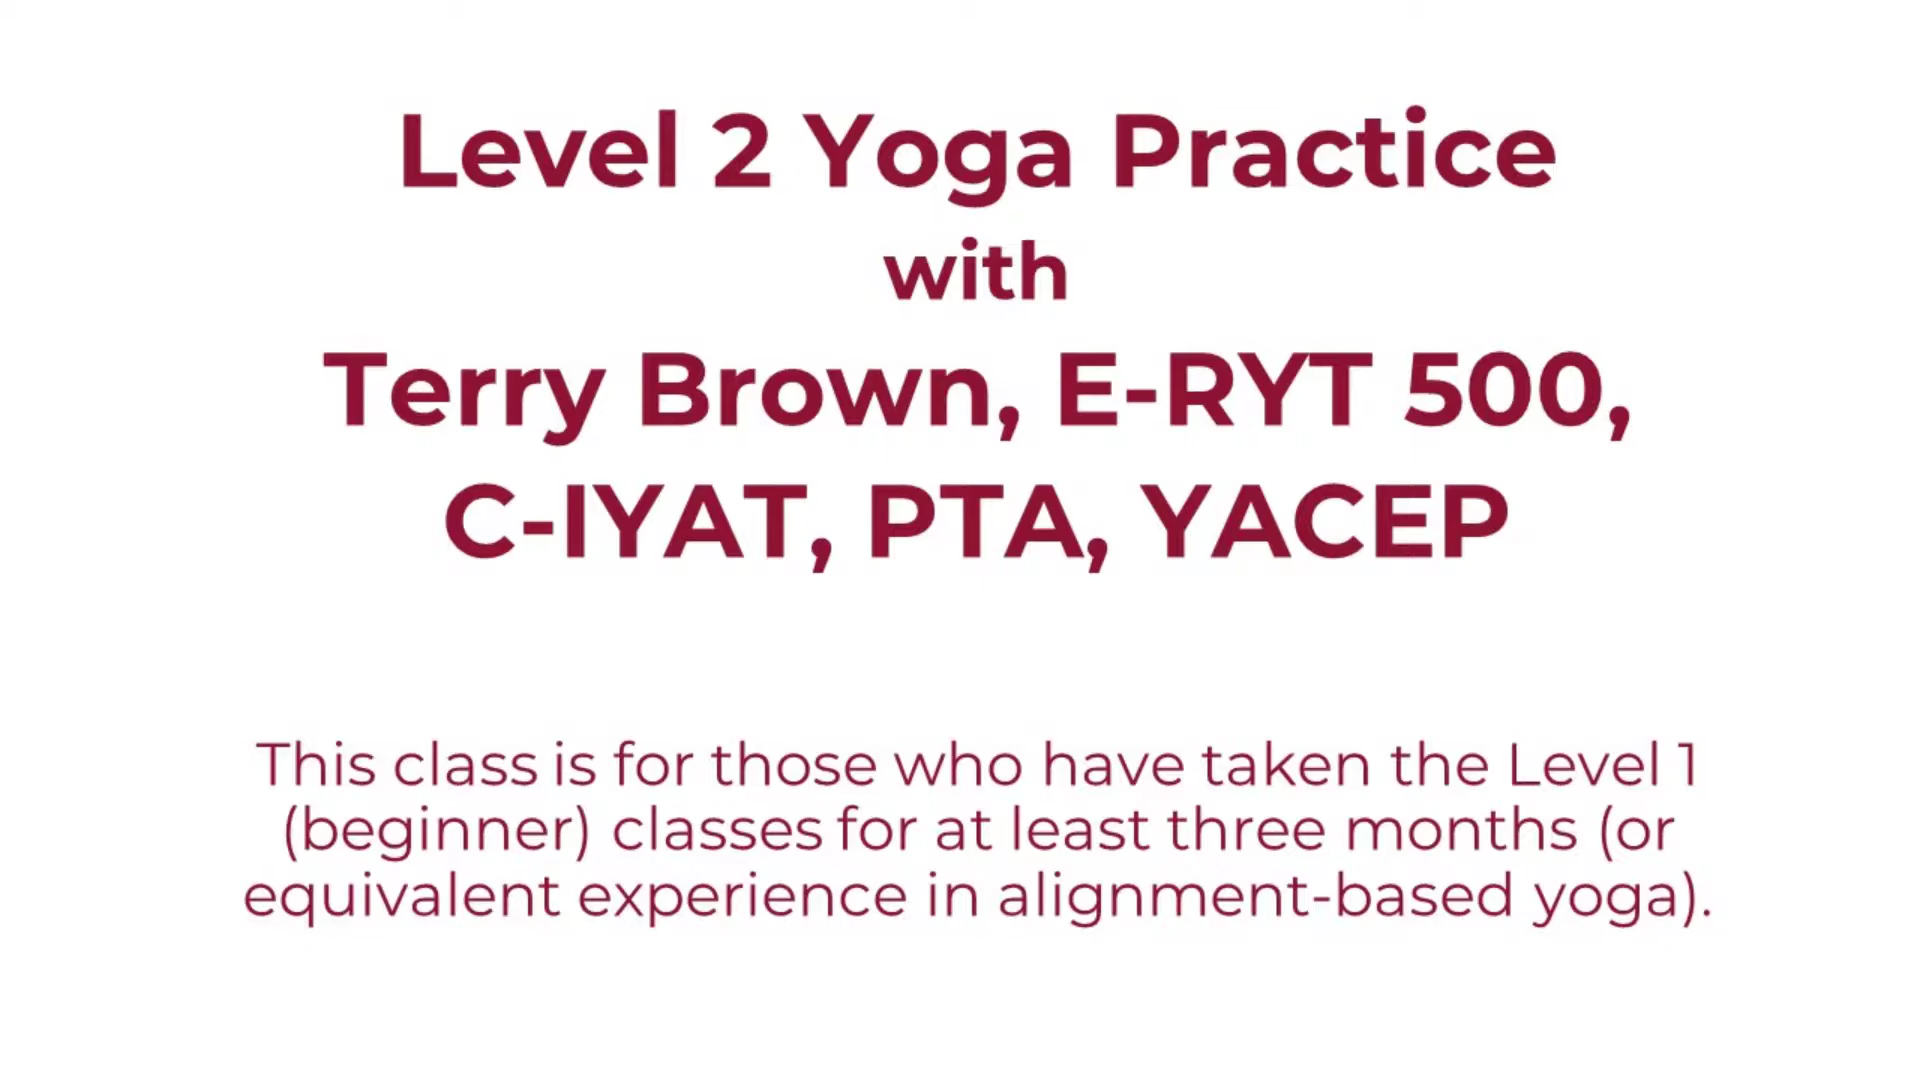 Level 2 Yoga Practice
with
Terry Brown, E-RYT 500,
C-IYAT, PTA, YACEP
This class is for those who have taken the Level 1
(beginner) classes for at least three months (or
equivalent experience in alignment-based yoga).